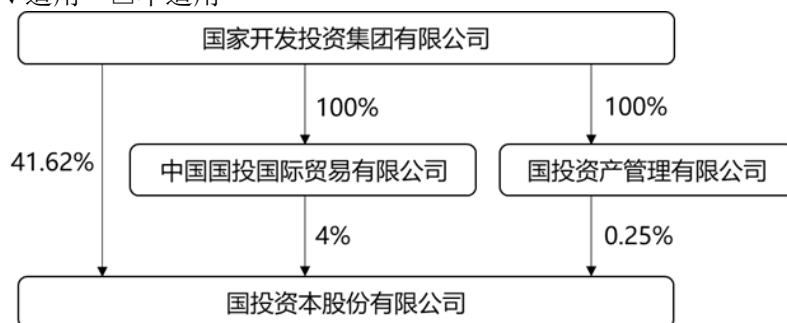 国家开发投资集团有限公司
100%
100%
41.62%
中国国投国际贸易有限公司
国投资产管理有限公司
4%
0.25%
国投资本股份有限公司